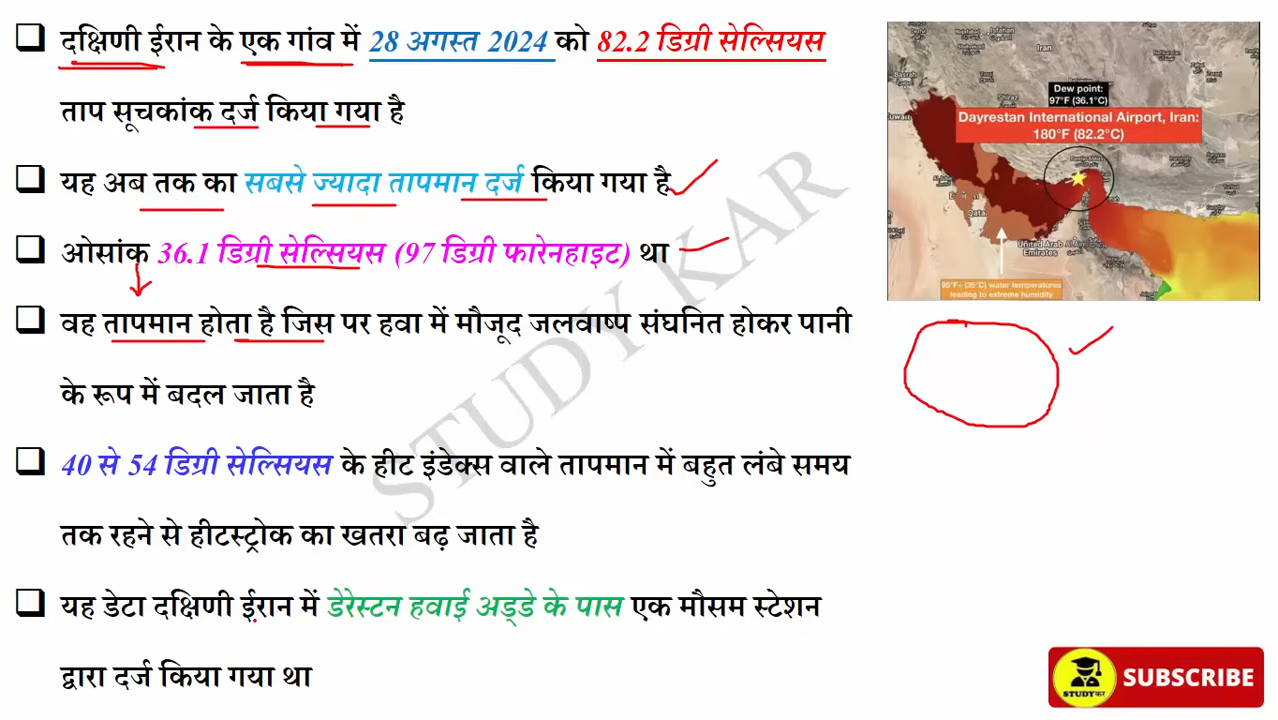 दक्षिणी ईरान के एक गांव में 28 अगस्त 2024 को 82.2 डिग्री सेल्सियस
ताप सूचकांक दर्ज किया गया है
यह अब तक का सबसे ज्यादा तापमान दर्ज किया गया है
ओसांक 36.1 डिग्री सेल्सियस (97 डिग्री फारेनहाइट) था
वह तापमान होता है जिस पर हवा में मौजूद जलवाष्प संघनित होकर पानी
के रूप में बदल जाता है
40 से 54 डिग्री सेल्सियस के हीट इंडेक्स वाले तापमान में बहुत लंबे समय
तक रहने से हीटस्ट्रोक का खतरा बढ़ जाता है
यह डेटा दक्षिणी ईरान में डेरेस्टन हवाई अड्डे के पास एक मौसम स्टेशन
द्वारा दर्ज किया गया था
STUDY KAR
Isfahan
Iran
Basrah
Shiraz
Dew point:
97°F (36.1°C)
Dayrestan International Airport, Iran:
180°F (82.2°C)
United Arab
Emirates
95°F~ (35°C) water temperatures
leading to extreme humidity
STUDYकर
SUBSCRIBE